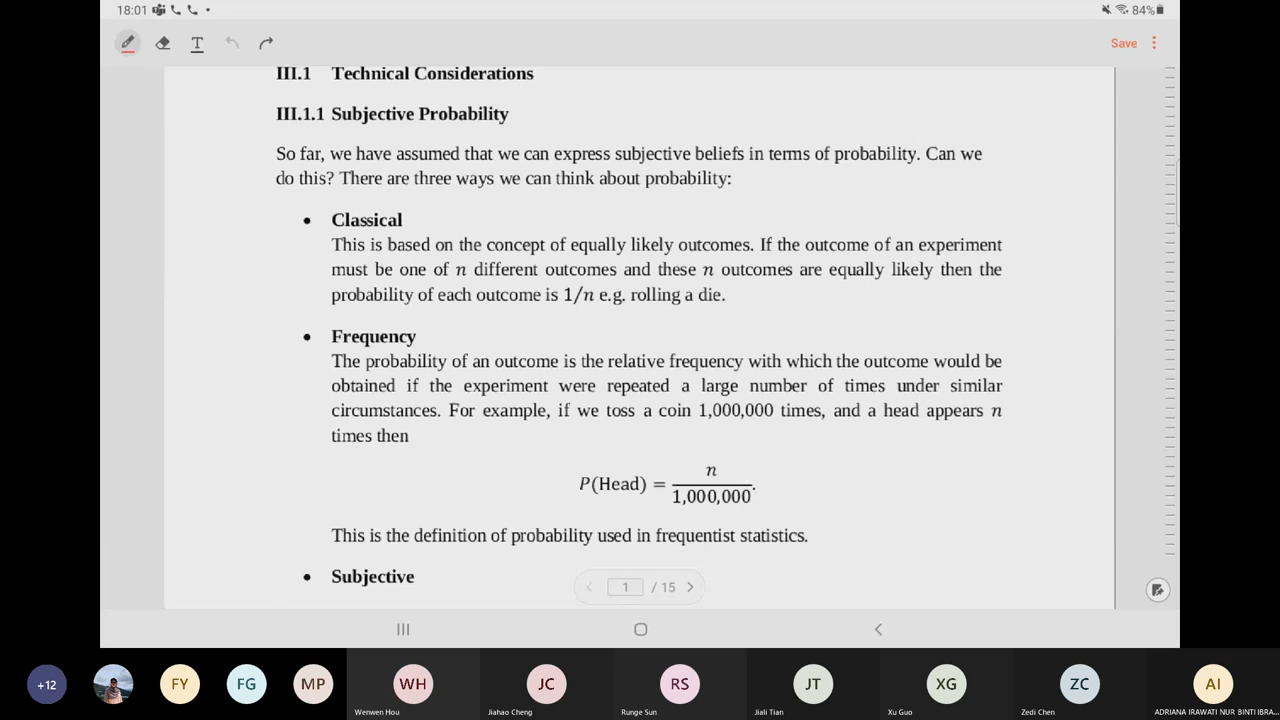 18:01
84%
T
Save
III.1 Technical Considerations
III.1.1 Subjective Probability
So far, we have assumed that we can express subjective beliefs in terms of probability. Can we
do this? There are three ways we can think about probability:
• Classical
This is based on the concept of equally likely outcomes. If the outcome of an experiment
must be one of n different outcomes and these n outcomes are equally likely then the
probability of each outcome is 1/n e.g. rolling a die.
• Frequency
The probability of an outcome is the relative frequency with which the outcome would be
obtained if the experiment were repeated a large number of times under similar
circumstances. For example, if we toss a coin 1,000,000 times, and a head appears n
times then
P(Head) = n / 1,000,000.
This is the definition of probability used in frequentist statistics.
• Subjective
1 / 15
+12
FY
FG
MP
WH
JC
RS
JT
XG
ZC
AI
Wenwen Hou
Jiahao Cheng
Runge Sun
Jiali Tian
Xu Guo
Zedi Chen
ADRIANA IRAWATI NUR BINTI IBRA...